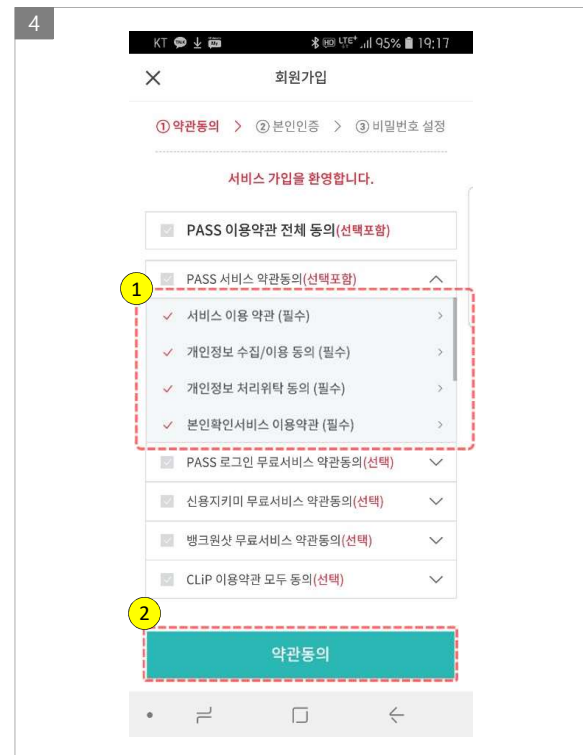 4
KT 95% 19:17
회원가입
① 약관동의 > ② 본인인증 > ③ 비밀번호 설정
서비스 가입을 환영합니다.
PASS 이용약관 전체 동의(선택포함)
1
PASS 서비스 약관동의(선택포함)
서비스 이용 약관 (필수)
개인정보 수집/이용 동의 (필수)
개인정보 처리위탁 동의 (필수)
본인확인서비스 이용약관 (필수)
PASS 로그인 무료서비스 약관동의(선택)
신용지키미 무료서비스 약관동의(선택)
뱅크원샷 무료서비스 약관동의(선택)
CLiP 이용약관 모두 동의(선택)
2
약관동의